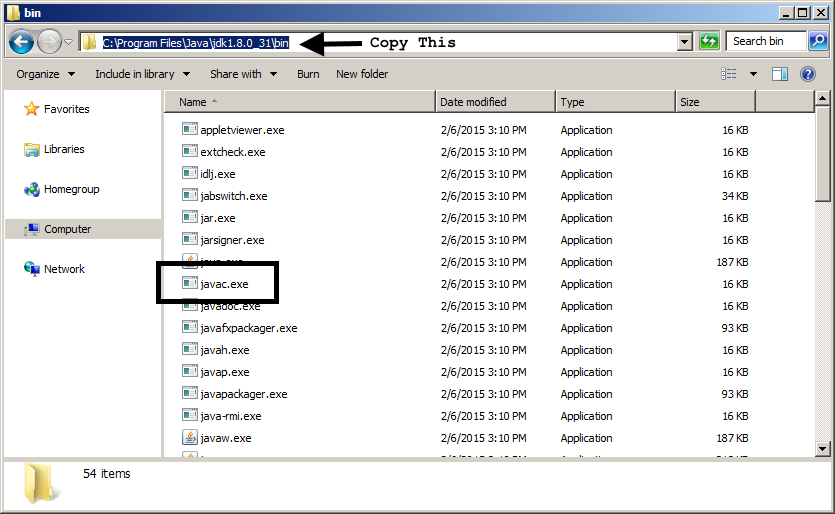 bin
C:\Program Files\Java\jdk1.8.0_31\bin Copy This Search bin
Organize Include in library Share with Burn New folder
Name Date modified Type Size
Favorites
Libraries
Homegroup
Computer
Network
appletviewer.exe 2/6/2015 3:10 PM Application 16 KB
extcheck.exe 2/6/2015 3:10 PM Application 16 KB
idlj.exe 2/6/2015 3:10 PM Application 16 KB
jabswitch.exe 2/6/2015 3:10 PM Application 34 KB
jar.exe 2/6/2015 3:10 PM Application 16 KB
jarsigner.exe 2/6/2015 3:10 PM Application 16 KB
java.exe 2/6/2015 3:10 PM Application 187 KB
javac.exe 2/6/2015 3:10 PM Application 16 KB
javadoc.exe 2/6/2015 3:10 PM Application 16 KB
javafxpackager.exe 2/6/2015 3:10 PM Application 93 KB
javah.exe 2/6/2015 3:10 PM Application 16 KB
javap.exe 2/6/2015 3:10 PM Application 16 KB
javapackager.exe 2/6/2015 3:10 PM Application 93 KB
java-rmi.exe 2/6/2015 3:10 PM Application 16 KB
javaw.exe 2/6/2015 3:10 PM Application 187 KB
54 items